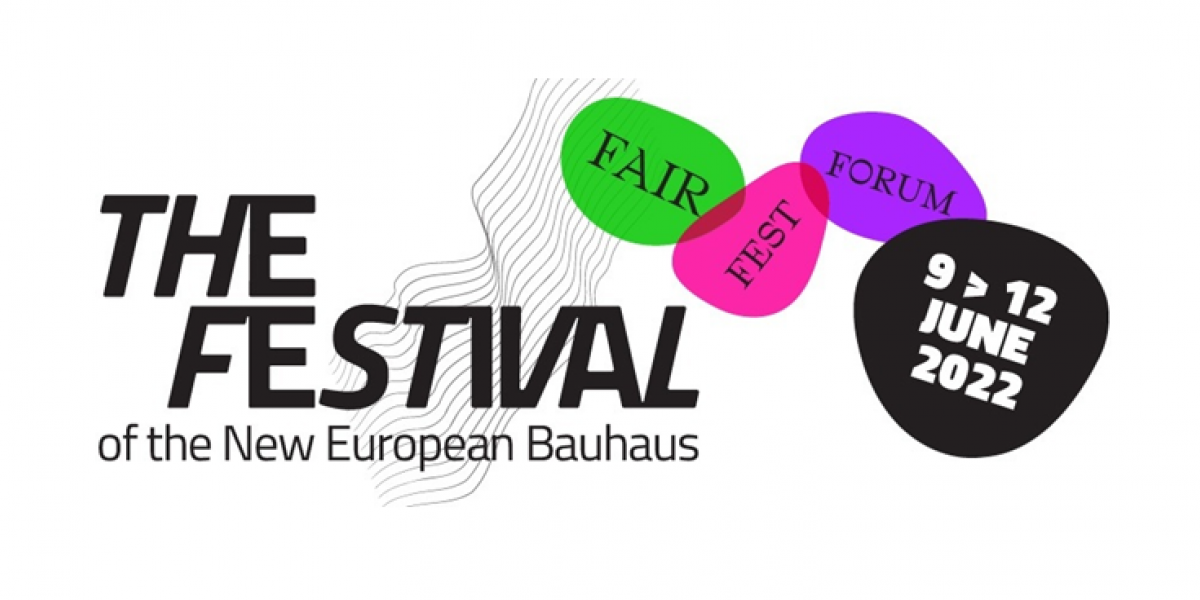 THE
FESTIVAL
of the New European Bauhaus
FAIR
FEST
FORUM
9 > 12
JUNE
2022